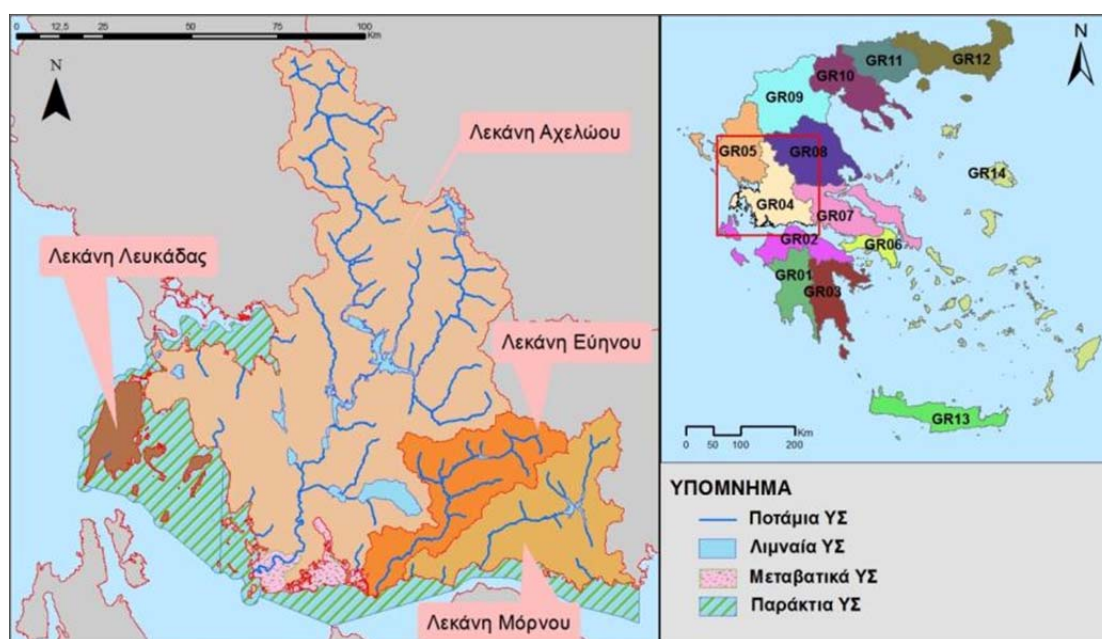 0 12,5 25 50 75 100
Km
N
Λεκάνη Αχελώου
Λεκάνη Λευκάδας
Λεκάνη Εύηνου
Λεκάνη Μόρνου
N
GR11
GR12
GR10
GR09
GR05
GR08
GR14
GR04
GR07
GR02
GR06
GR01
GR03
GR13
Km
0 50 100 200
ΥΠΟΜΝΗΜΑ
Ποτάμια ΥΣ
Λιμναία ΥΣ
Μεταβατικά ΥΣ
Παράκτια ΥΣ